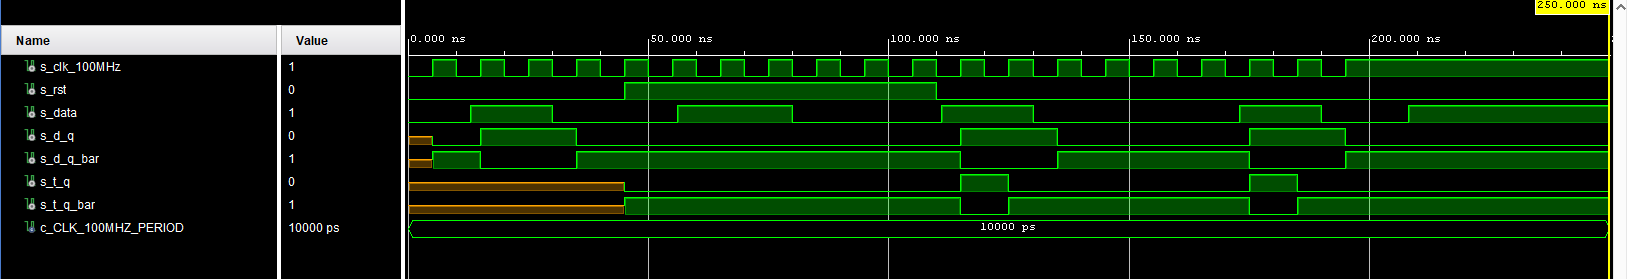 250.000 ns
Name Value
0.000 ns 50.000 ns 100.000 ns 150.000 ns 200.000 ns
s_clk_100MHz 1
s_rst 0
s_data 1
s_d_q 0
s_d_q_bar 1
s_t_q 0
s_t_q_bar 1
c_CLK_100MHZ_PERIOD 10000 ps 10000 ps